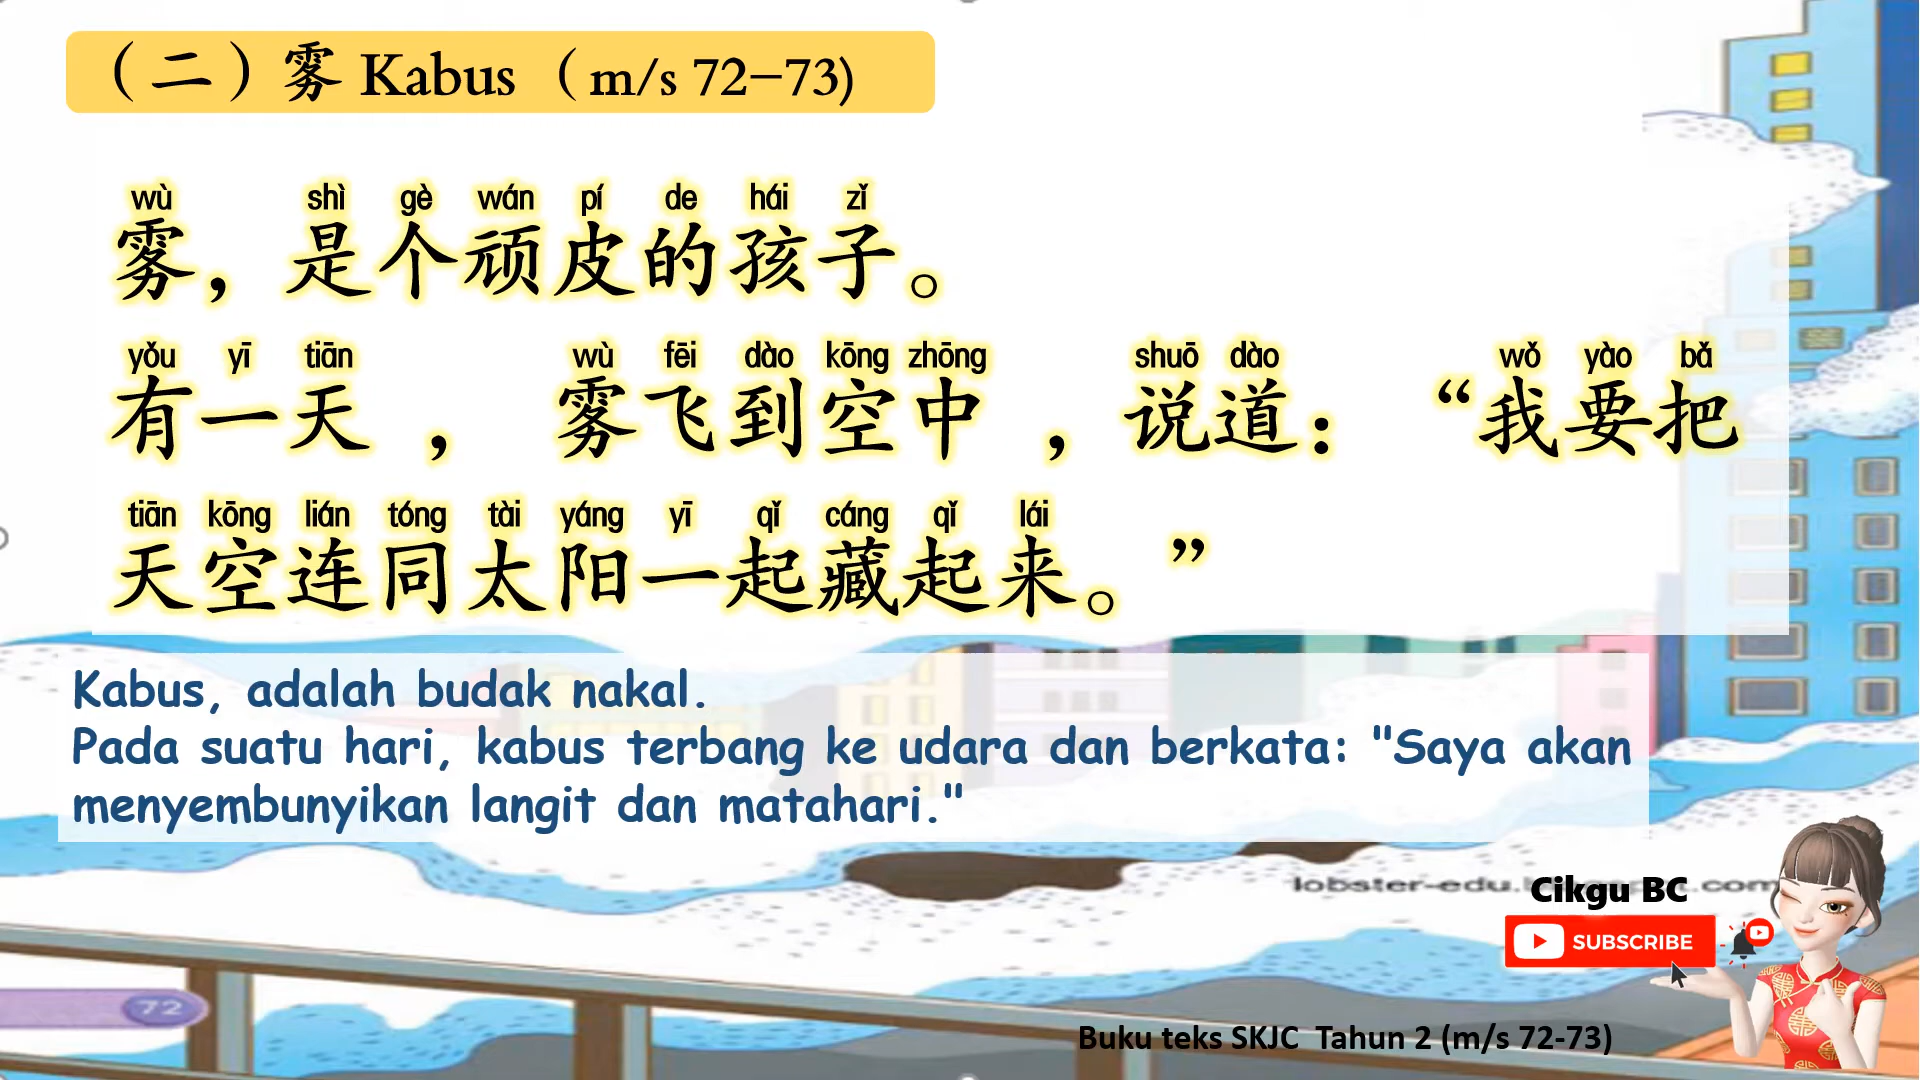 （二）雾 Kabus （m/s 72–73)
wù shì gè wán pí de hái zǐ
雾，是个顽皮的孩子。
yǒu yī tiān wù fēi dào kōng zhōng shuō dào wǒ yào bǎ
有一天 ， 雾飞到空中 ，说道：“我要把
tiān kōng lián tóng tài yáng yī qǐ cáng qǐ lái
天空连同太阳一起藏起来。”
Kabus, adalah budak nakal.
Pada suatu hari, kabus terbang ke udara dan berkata: "Saya akan
menyembunyikan langit dan matahari."
Cikgu BC
SUBSCRIBE
72
Buku teks SKJC Tahun 2 (m/s 72-73)